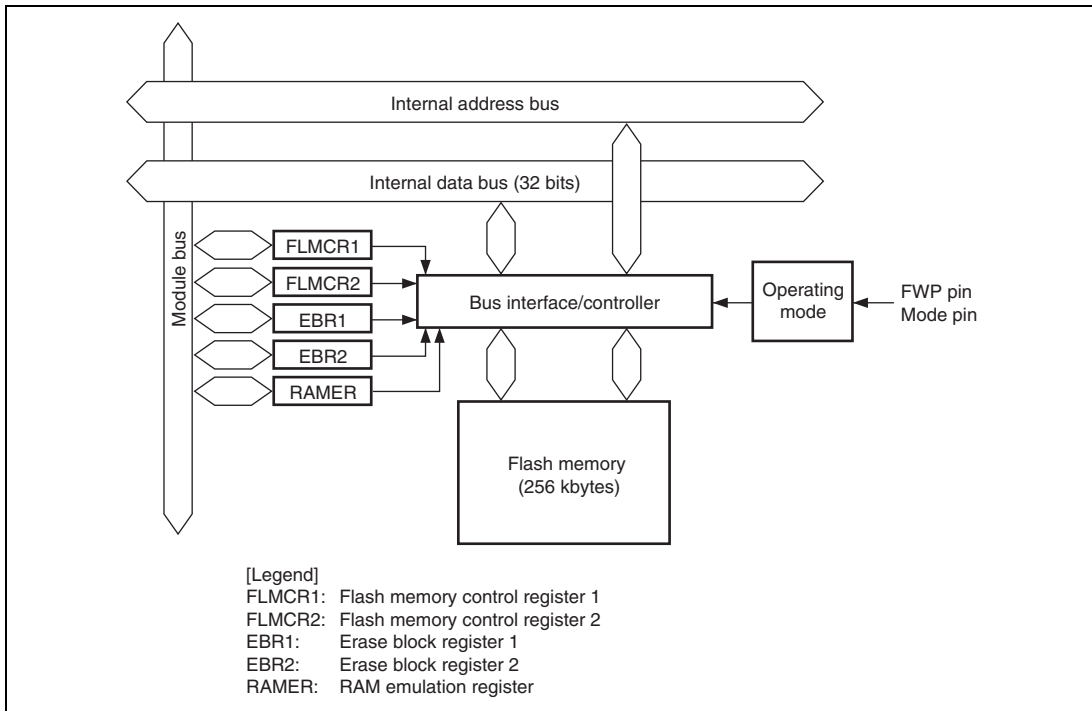 Internal address bus
Internal data bus (32 bits)
Module bus
FLMCR1
FLMCR2
EBR1
EBR2
RAMER
Bus interface/controller
Operating
mode
FWP pin
Mode pin
Flash memory
(256 kbytes)
[Legend]
FLMCR1: Flash memory control register 1
FLMCR2: Flash memory control register 2
EBR1: Erase block register 1
EBR2: Erase block register 2
RAMER: RAM emulation register